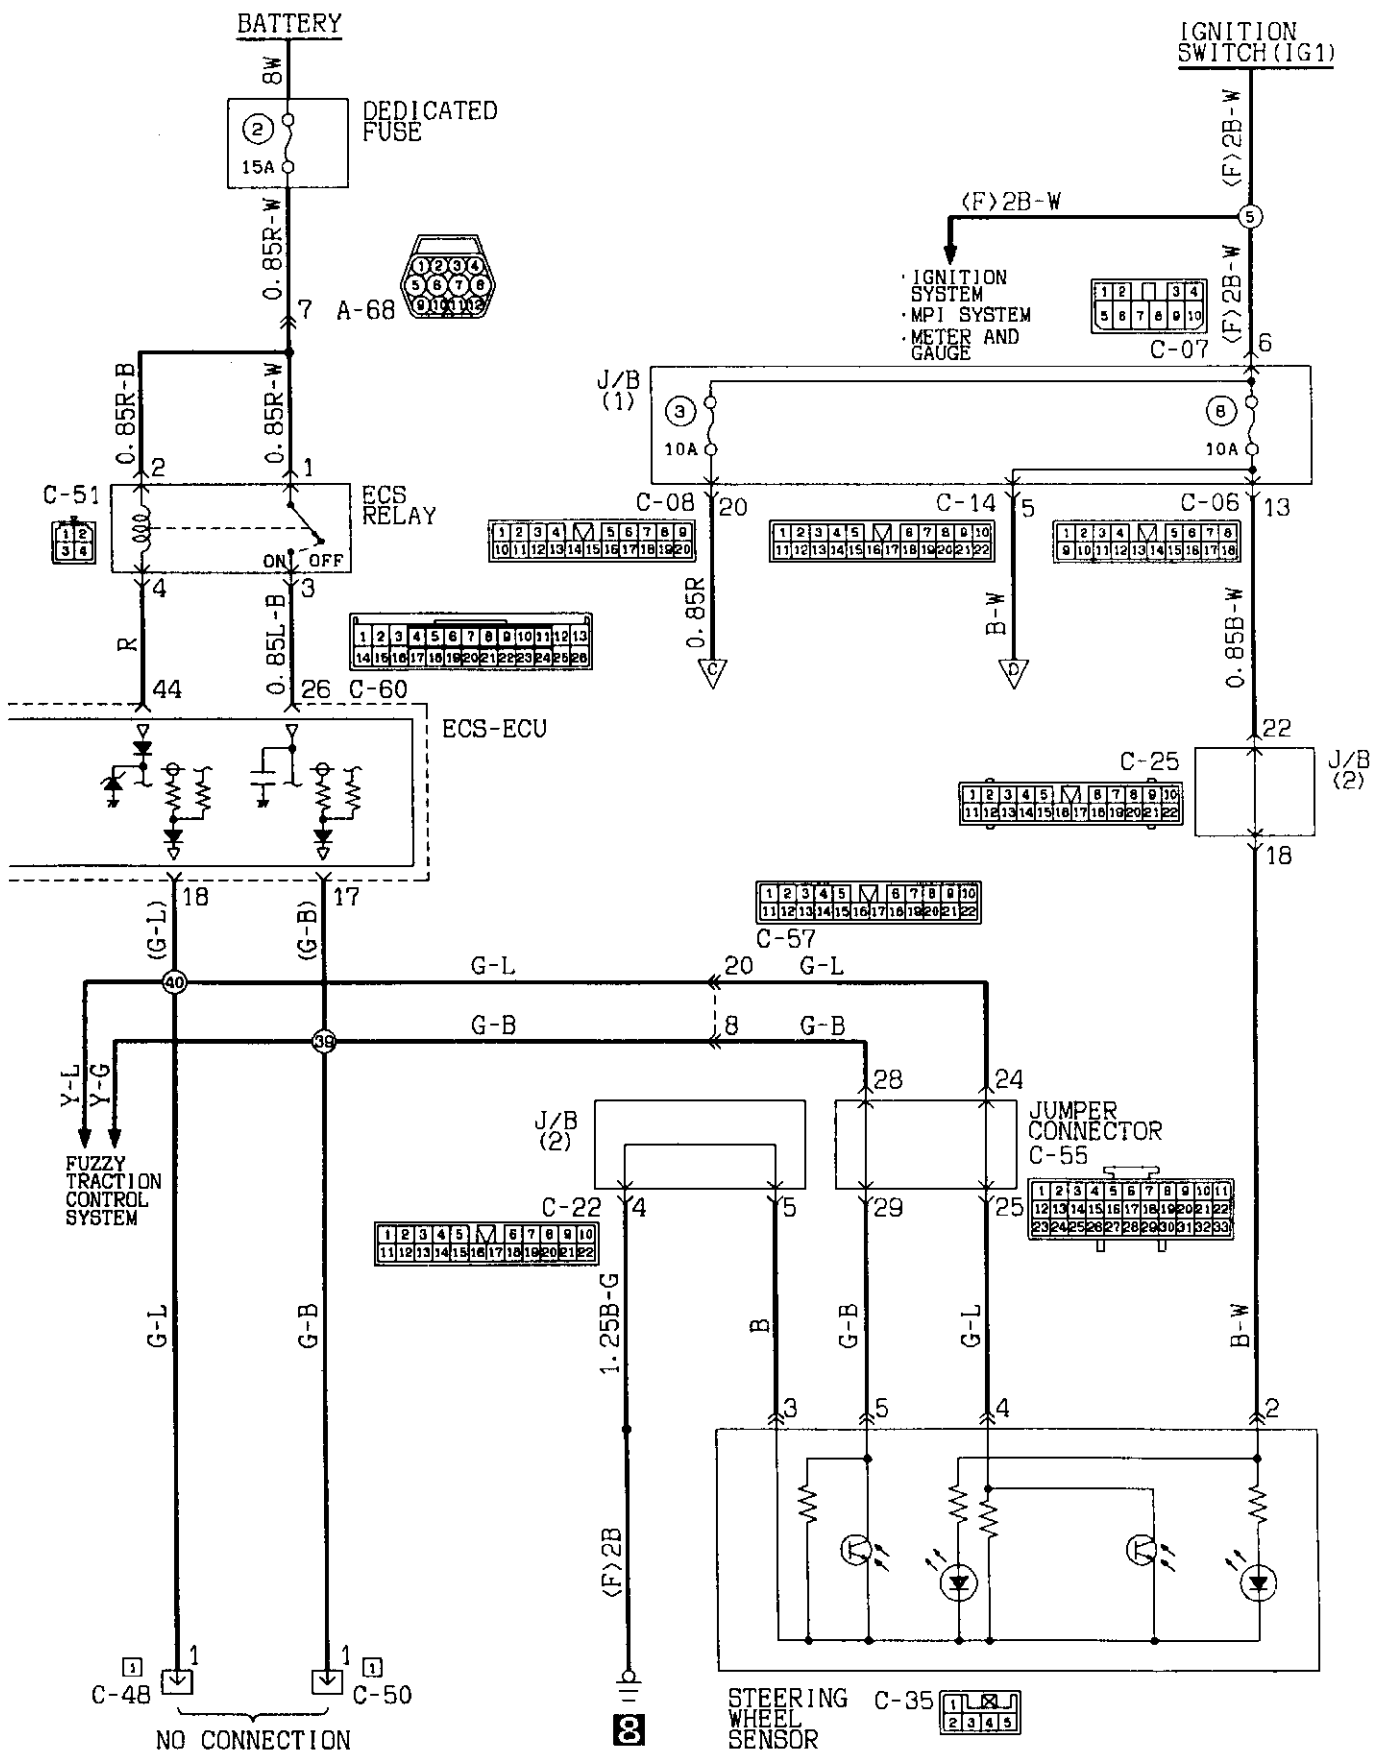 BATTERY
8W
DEDICATED
FUSE
2
15A
0.85R-W
7
A-68
1 2 3 4
5 6 7 8
9 10 11 12
0.85R-B
0.85R-W
2
1
C-51
1 2
3 4
ECS
RELAY
ON
OFF
4
3
R
0.85L-B
1 2 3 4 5 6 7 8 9 10 11 12 13
14 15 16 17 18 19 20 21 22 23 24 25 26
C-60
44
26
ECS-ECU
18
17
(G-L)
(G-B)
IGNITION
SWITCH(IG1)
(F)2B-W
(F)2B-W
5
(F)2B-W
·IGNITION
SYSTEM
·MPI SYSTEM
·METER AND
GAUGE
1 2 3 4
5 6 7 8 9 10
C-07
6
J/B
(1)
3
10A
8
10A
C-08
20
C-14
5
C-06
13
1 2 3 4 5 6 7 8 9
10 11 12 13 14 15 16 17 18 19 20
1 2 3 4 5 6 7 8 9 10
11 12 13 14 15 16 17 18 19 20 21 22
1 2 3 4 5 6 7 8
9 10 11 12 13 14 15 16 17 18
0.85R
B-W
0.85B-W
C
D
22
C-25
J/B
(2)
1 2 3 4 5 6 7 8 9 10
11 12 13 14 15 16 17 18 19 20 21 22
18
1 2 3 4 5 6 7 8 9 10
11 12 13 14 15 16 17 18 19 20 21 22
C-57
40
G-L
20
G-L
39
G-B
8
G-B
Y-L
Y-G
FUZZY
TRACTION
CONTROL
SYSTEM
28
24
J/B
(2)
JUMPER
CONNECTOR
C-55
1 2 3 4 5 6 7 8 9 10 11
12 13 14 15 16 17 18 19 20 21 22
23 24 25 26 27 28 29 30 31 32 33
C-22
4
5
29
25
1 2 3 4 5 6 7 8 9 10
11 12 13 14 15 16 17 18 19 20 21 22
G-L
G-B
1.25B-G
B
G-B
G-L
B-W
3
5
4
2
(F)2B
1
1
C-48
1
1
C-50
NO CONNECTION
8
STEERING
WHEEL
SENSOR
C-35
1
2 3 4 5